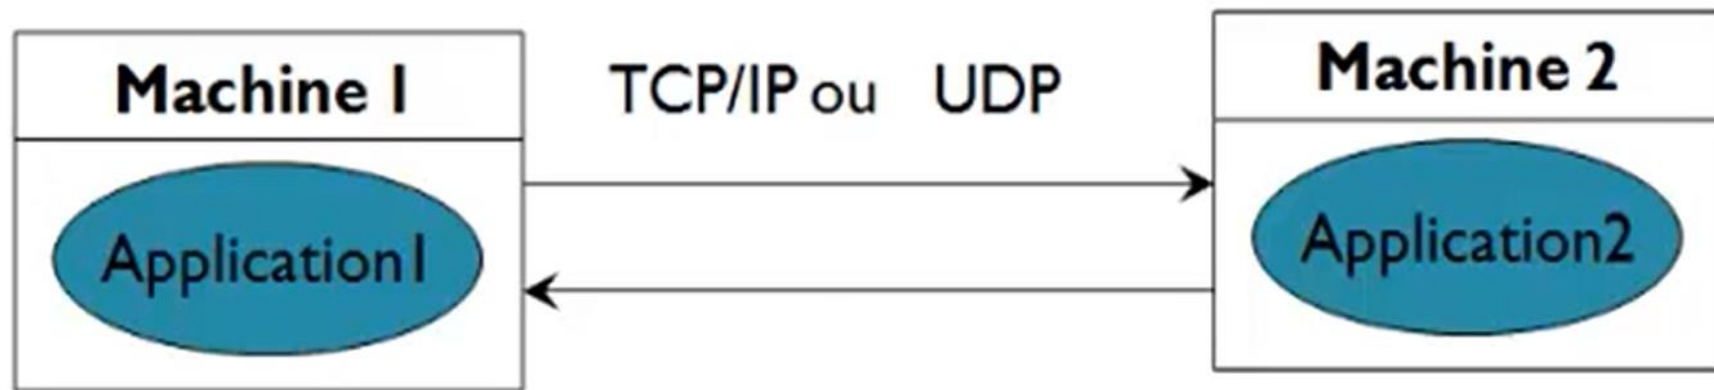 Machine 1
TCP/IP ou UDP
Machine 2
Application1
Application2